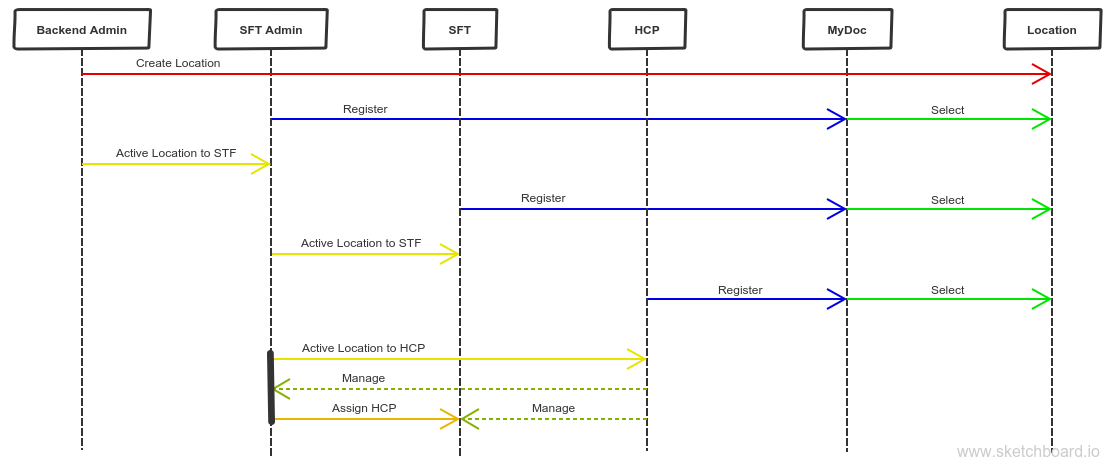 Backend Admin
SFT Admin
SFT
HCP
MyDoc
Location
Create Location
Register
Select
Active Location to STF
Register
Select
Active Location to STF
Register
Select
Active Location to HCP
Manage
Assign HCP
Manage
www.sketchboard.io